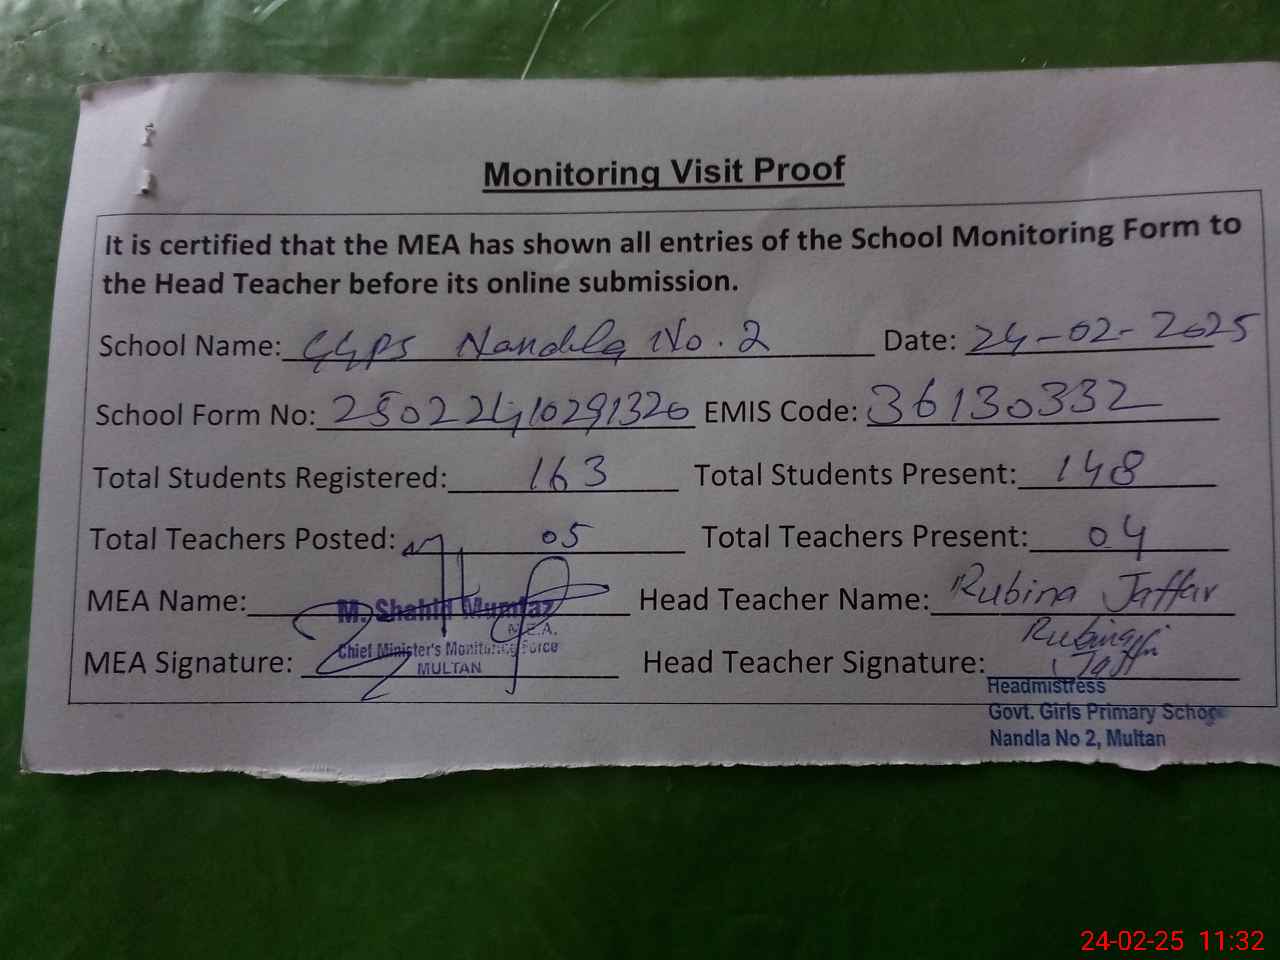 Monitoring Visit Proof
It is certified that the MEA has shown all entries of the School Monitoring Form to
the Head Teacher before its online submission.
School Name: GGPS Nandla No. 2 Date: 24-02-2025
School Form No: 25022410291320 EMIS Code: 36130332
Total Students Registered: 163 Total Students Present: 148
Total Teachers Posted: 05 Total Teachers Present: 04
MEA Name: M. Shahid Mumtaz Head Teacher Name: Rubina Jaffar
M.E.A.
Chief Minister's Monitoring Force
MEA Signature: MULTAN Head Teacher Signature: Rubina Jaffar
Headmistress
Govt. Girls Primary School
Nandla No 2, Multan
24-02-25 11:32